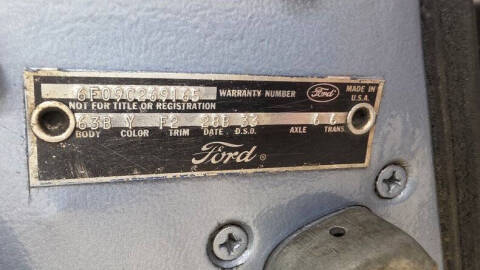 6F09C269165 WARRANTY NUMBER Ford MADE IN U.S.A.
NOT FOR TITLE OR REGISTRATION
63B Y F2 28B 33 6 6
BODY COLOR TRIM DATE D.S.O. AXLE TRANS.
Ford ®